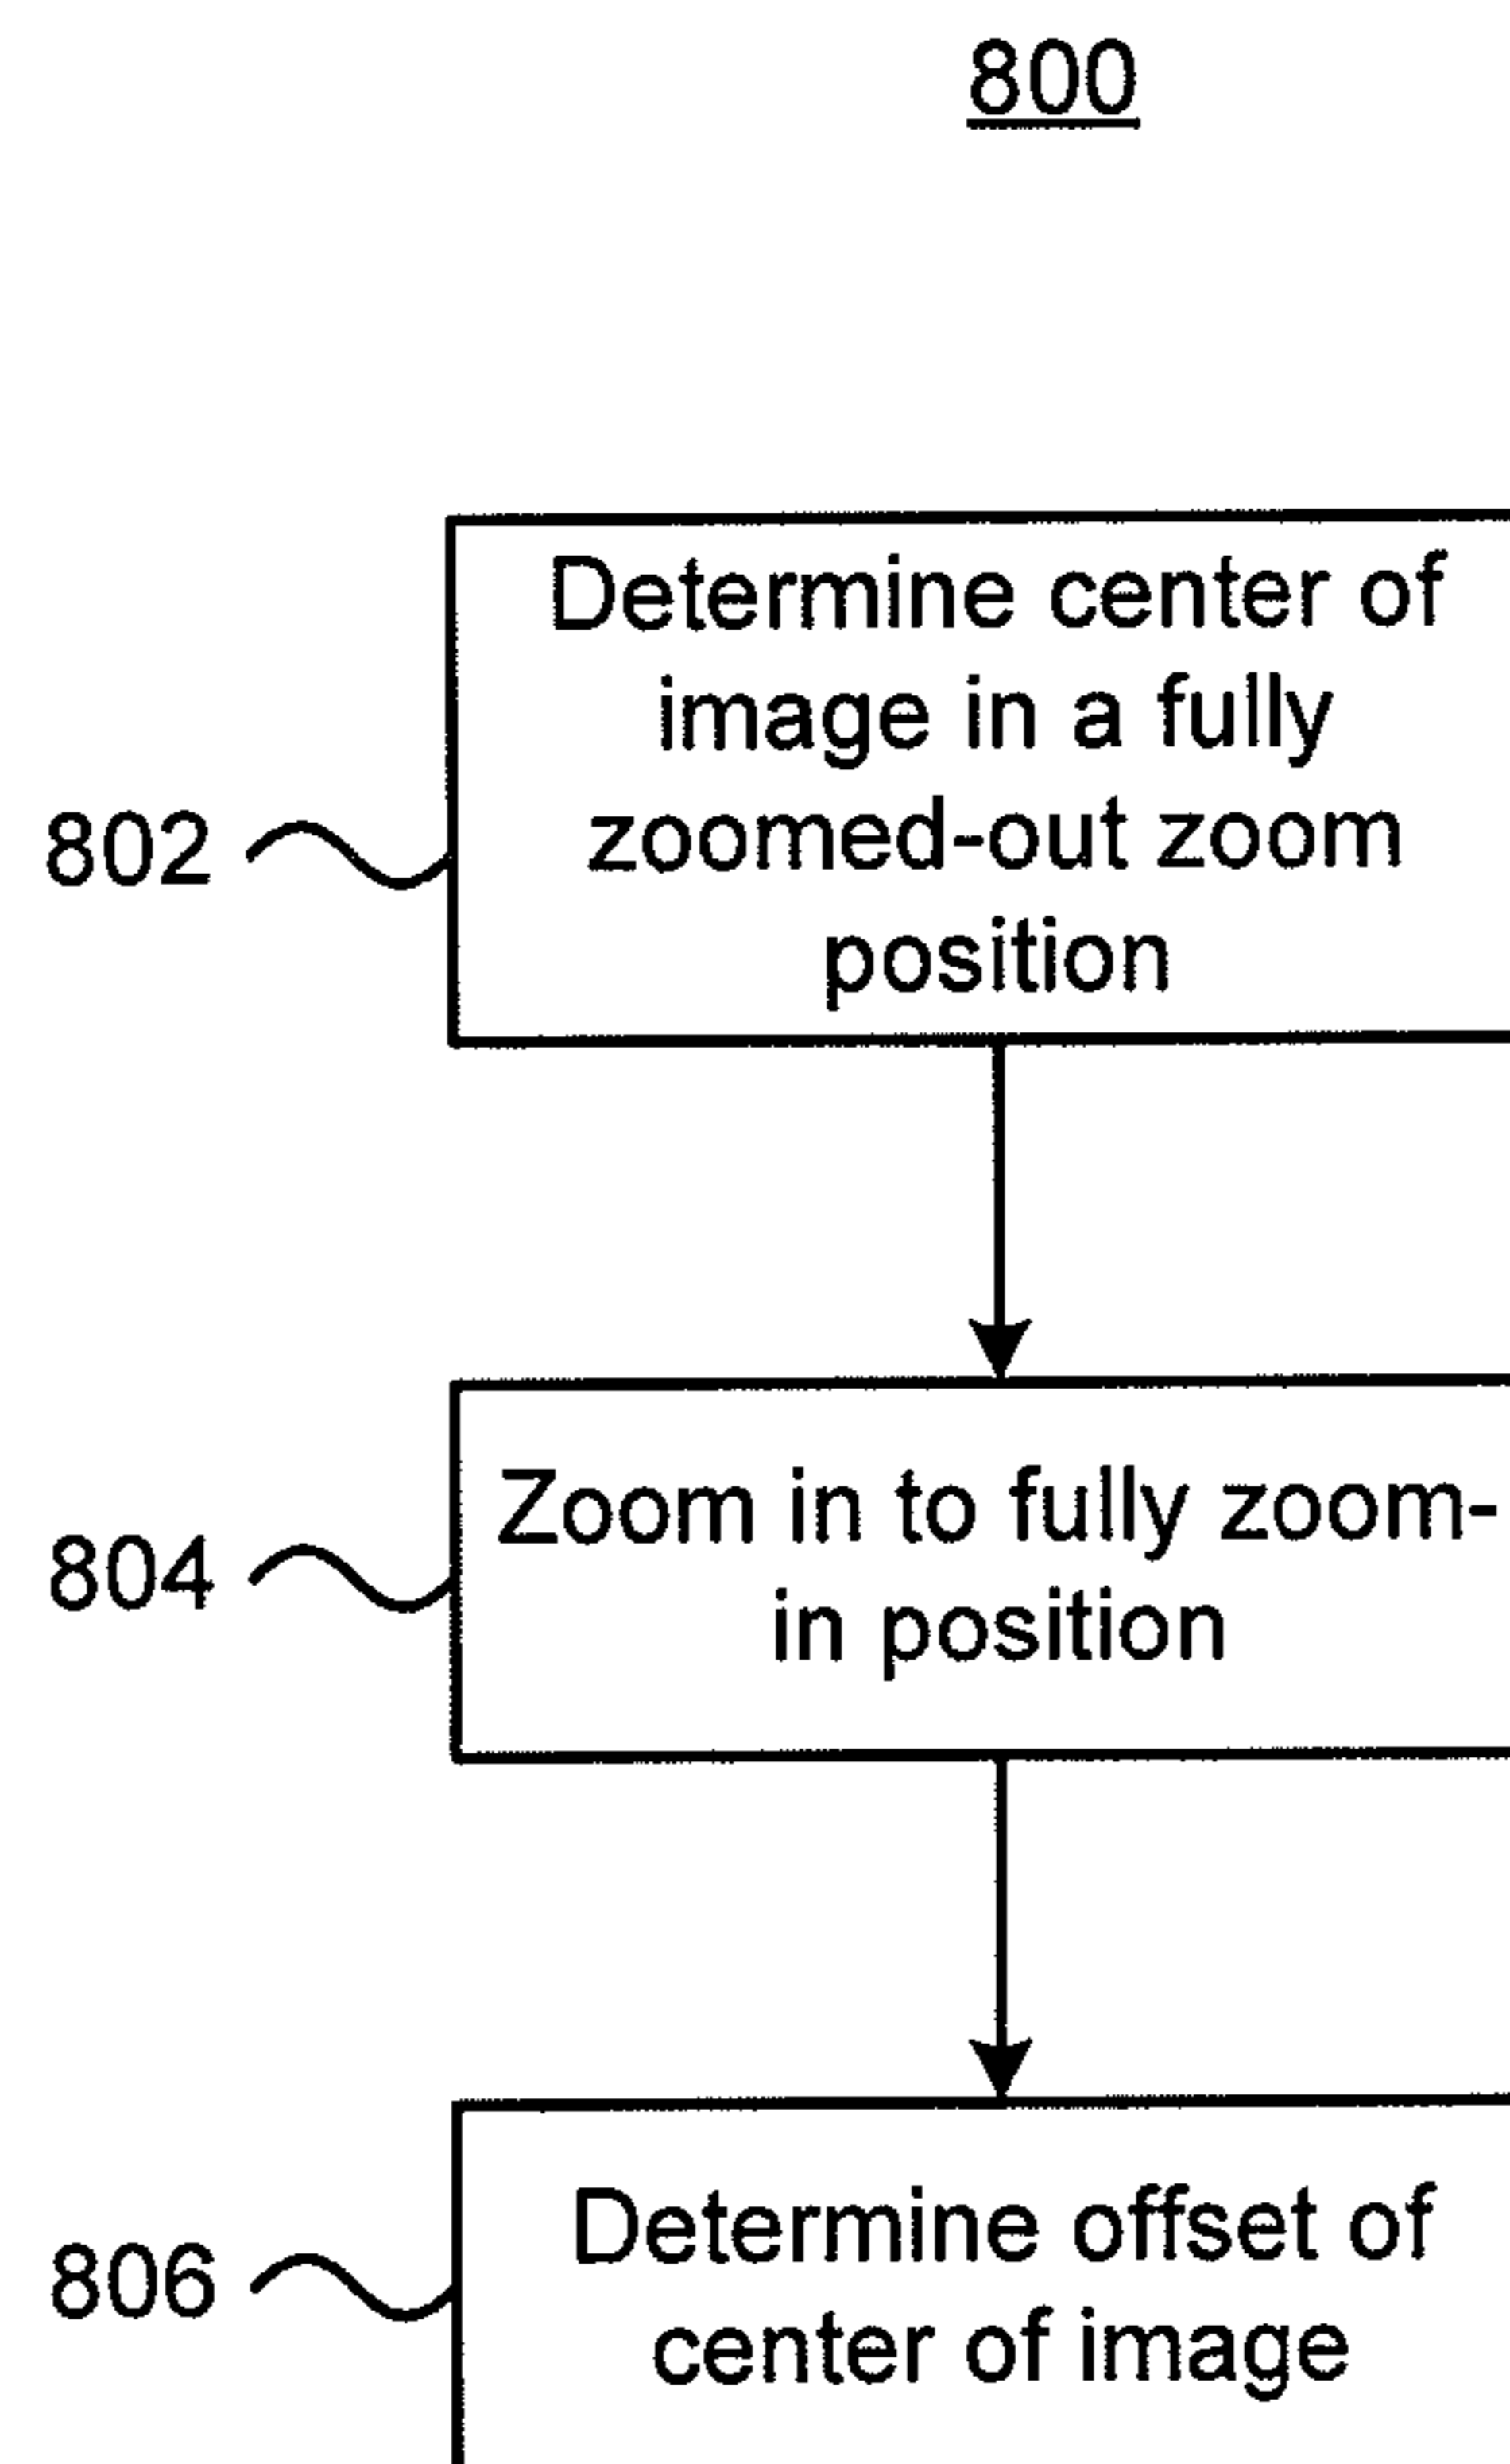 800
Determine center of
image in a fully
802
zoomed-out zoom
position
Zoom in to fully zoom-
804
in position
Determine offset of
806
center of image